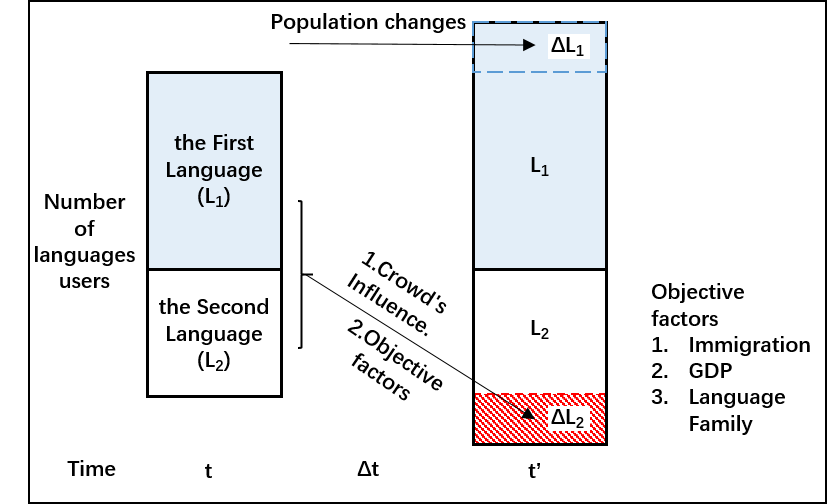 Population changes
ΔL₁
the First
Language
(L₁)
L₁
Number
of
languages
users
1.Crowd's
Influence.
2.Objective
factors
the Second
Language
(L₂)
L₂
ΔL₂
Objective
factors
1. Immigration
2. GDP
3. Language
Family
Time t Δt t’